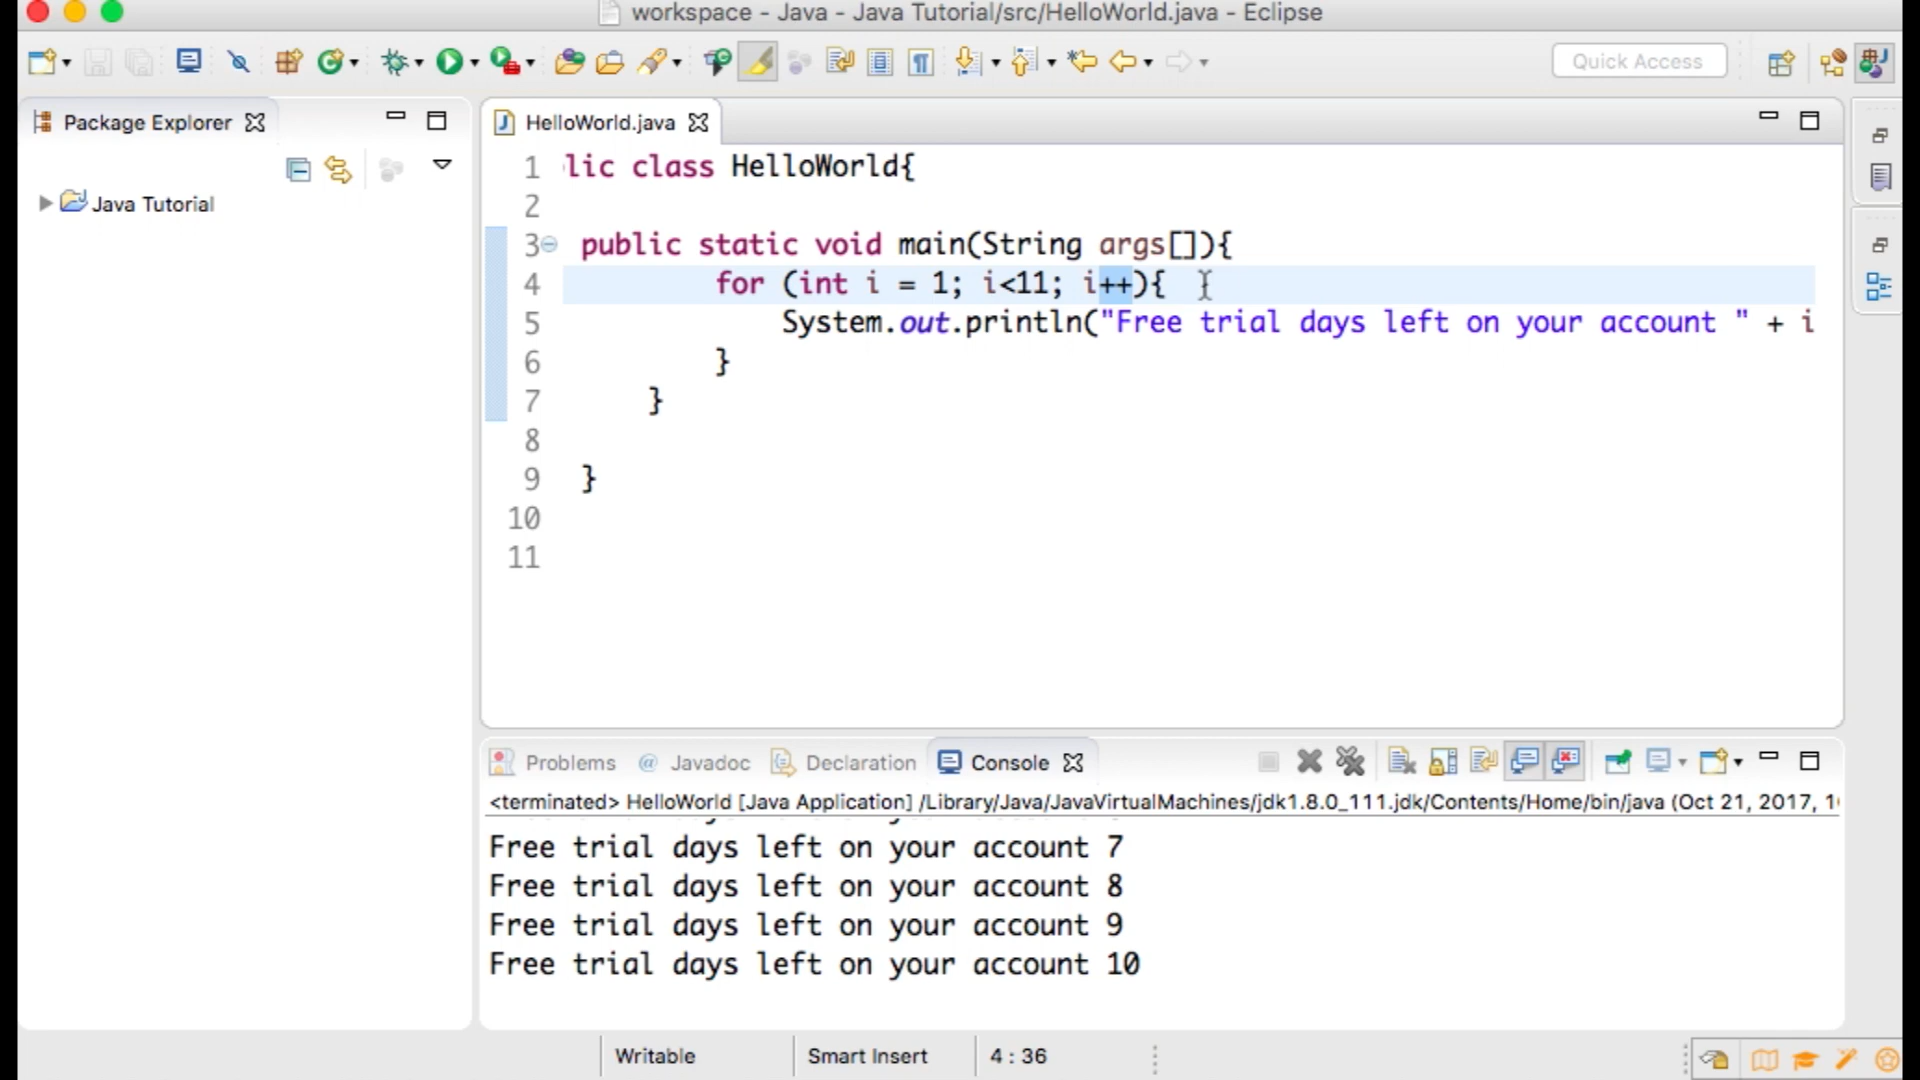 workspace - Java - Java Tutorial/src/HelloWorld.java - Eclipse
Quick Access
Package Explorer
Java Tutorial
HelloWorld.java
1 lic class HelloWorld{
2
3 public static void main(String args[]){
4 for (int i = 1; i<11; i++){
5 System.out.println("Free trial days left on your account " + i
6 }
7 }
8
9 }
10
11
Problems @ Javadoc Declaration Console
<terminated> HelloWorld [Java Application] /Library/Java/JavaVirtualMachines/jdk1.8.0_111.jdk/Contents/Home/bin/java (Oct 21, 2017, 1
Free trial days left on your account 7
Free trial days left on your account 8
Free trial days left on your account 9
Free trial days left on your account 10
Writable Smart Insert 4 : 36